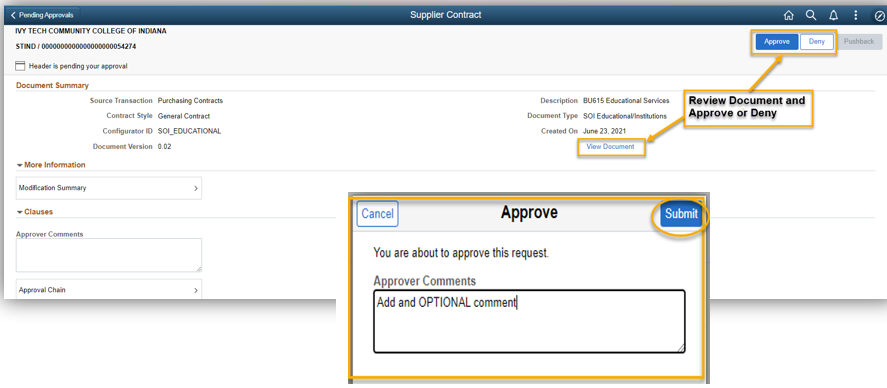 Pending Approvals
Supplier Contract
IVY TECH COMMUNITY COLLEGE OF INDIANA
STIND / 0000000000000000000054274
Approve
Deny
Pushback
Header is pending your approval
Document Summary
Source Transaction Purchasing Contracts
Description BU615 Educational Services
Contract Style General Contract
Document Type SOI Educational/Institutions
Configurator ID SOI_EDUCATIONAL
Created On June 23, 2021
Document Version 0.02
View Document
Review Document and
Approve or Deny
More Information
Modification Summary
Clauses
Approver Comments
Approval Chain
Cancel
Approve
Submit
You are about to approve this request.
Approver Comments
Add and OPTIONAL comment